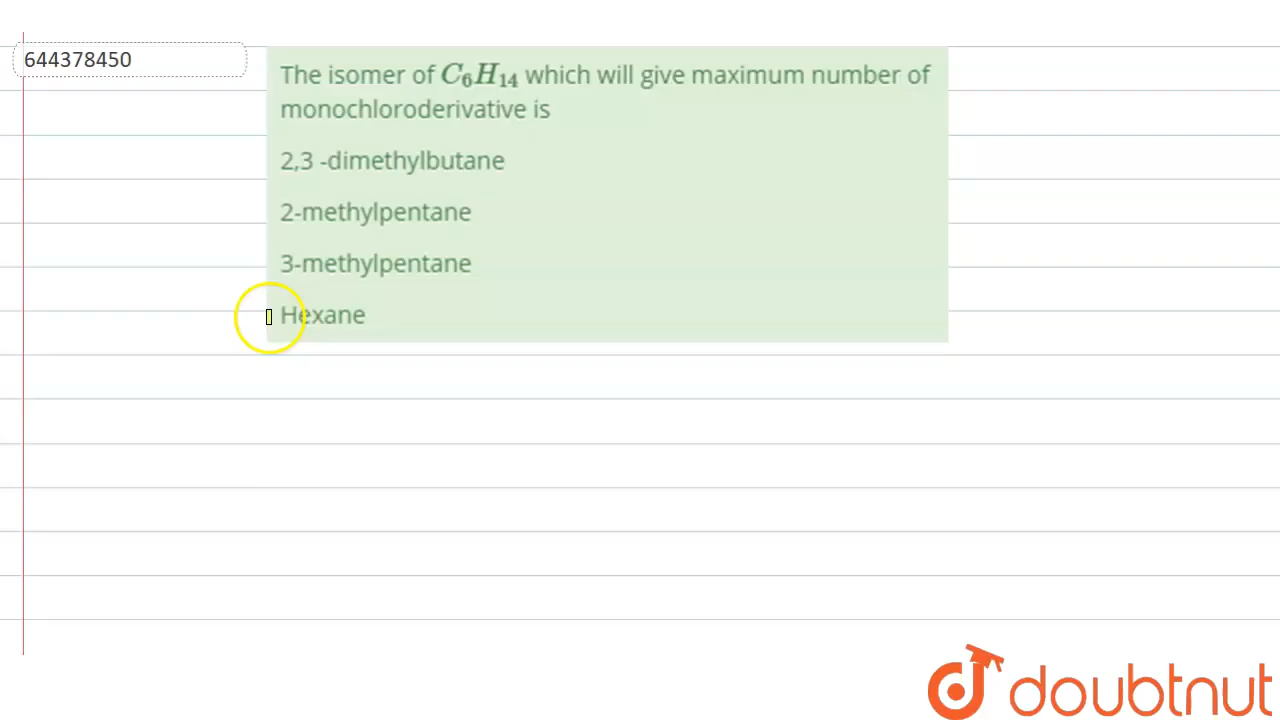 644378450
The isomer of C₆H₁₄ which will give maximum number of
monochloroderivative is
2,3 -dimethylbutane
2-methylpentane
3-methylpentane
Hexane
doubtnut